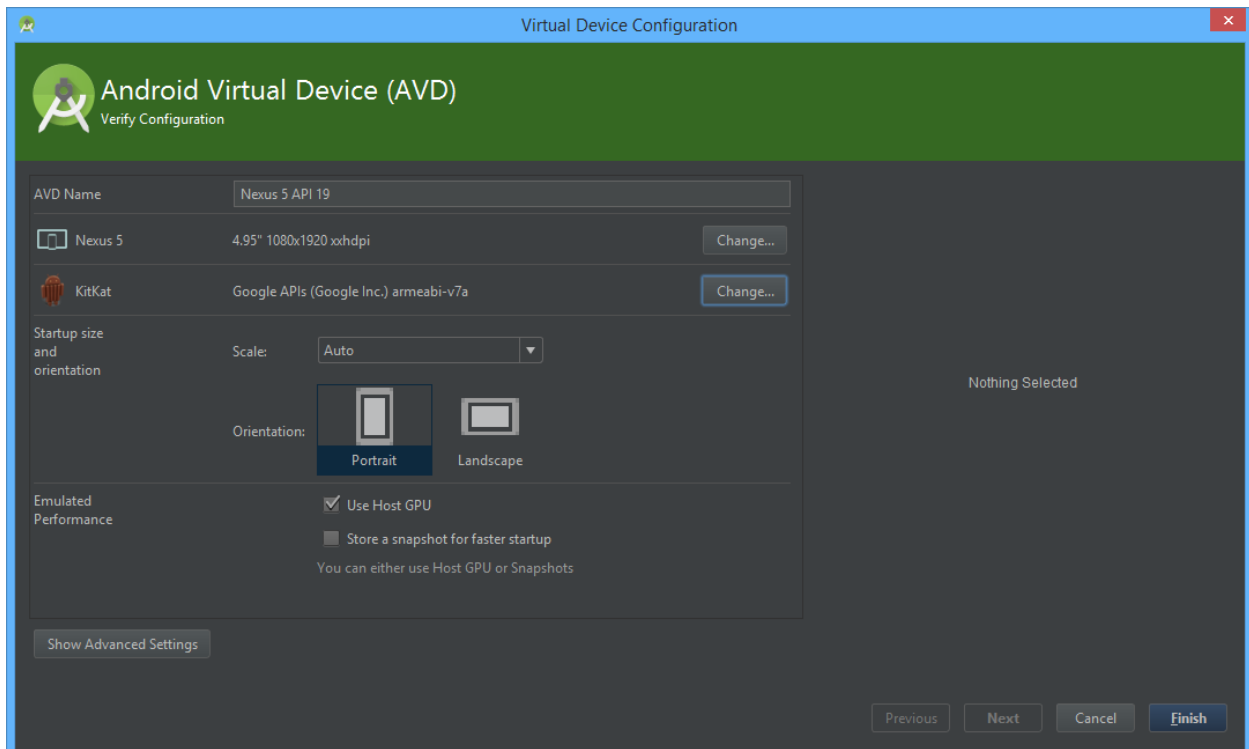 Virtual Device Configuration
Android Virtual Device (AVD)
Verify Configuration
AVD Name
Nexus 5 API 19
Nexus 5
4.95" 1080x1920 xxhdpi
Change...
KitKat
Google APIs (Google Inc.) armeabi-v7a
Change...
Startup size
and
orientation
Scale:
Auto
Orientation:
Portrait
Landscape
Emulated
Performance
Use Host GPU
Store a snapshot for faster startup
You can either use Host GPU or Snapshots
Nothing Selected
Show Advanced Settings
Previous
Next
Cancel
Finish